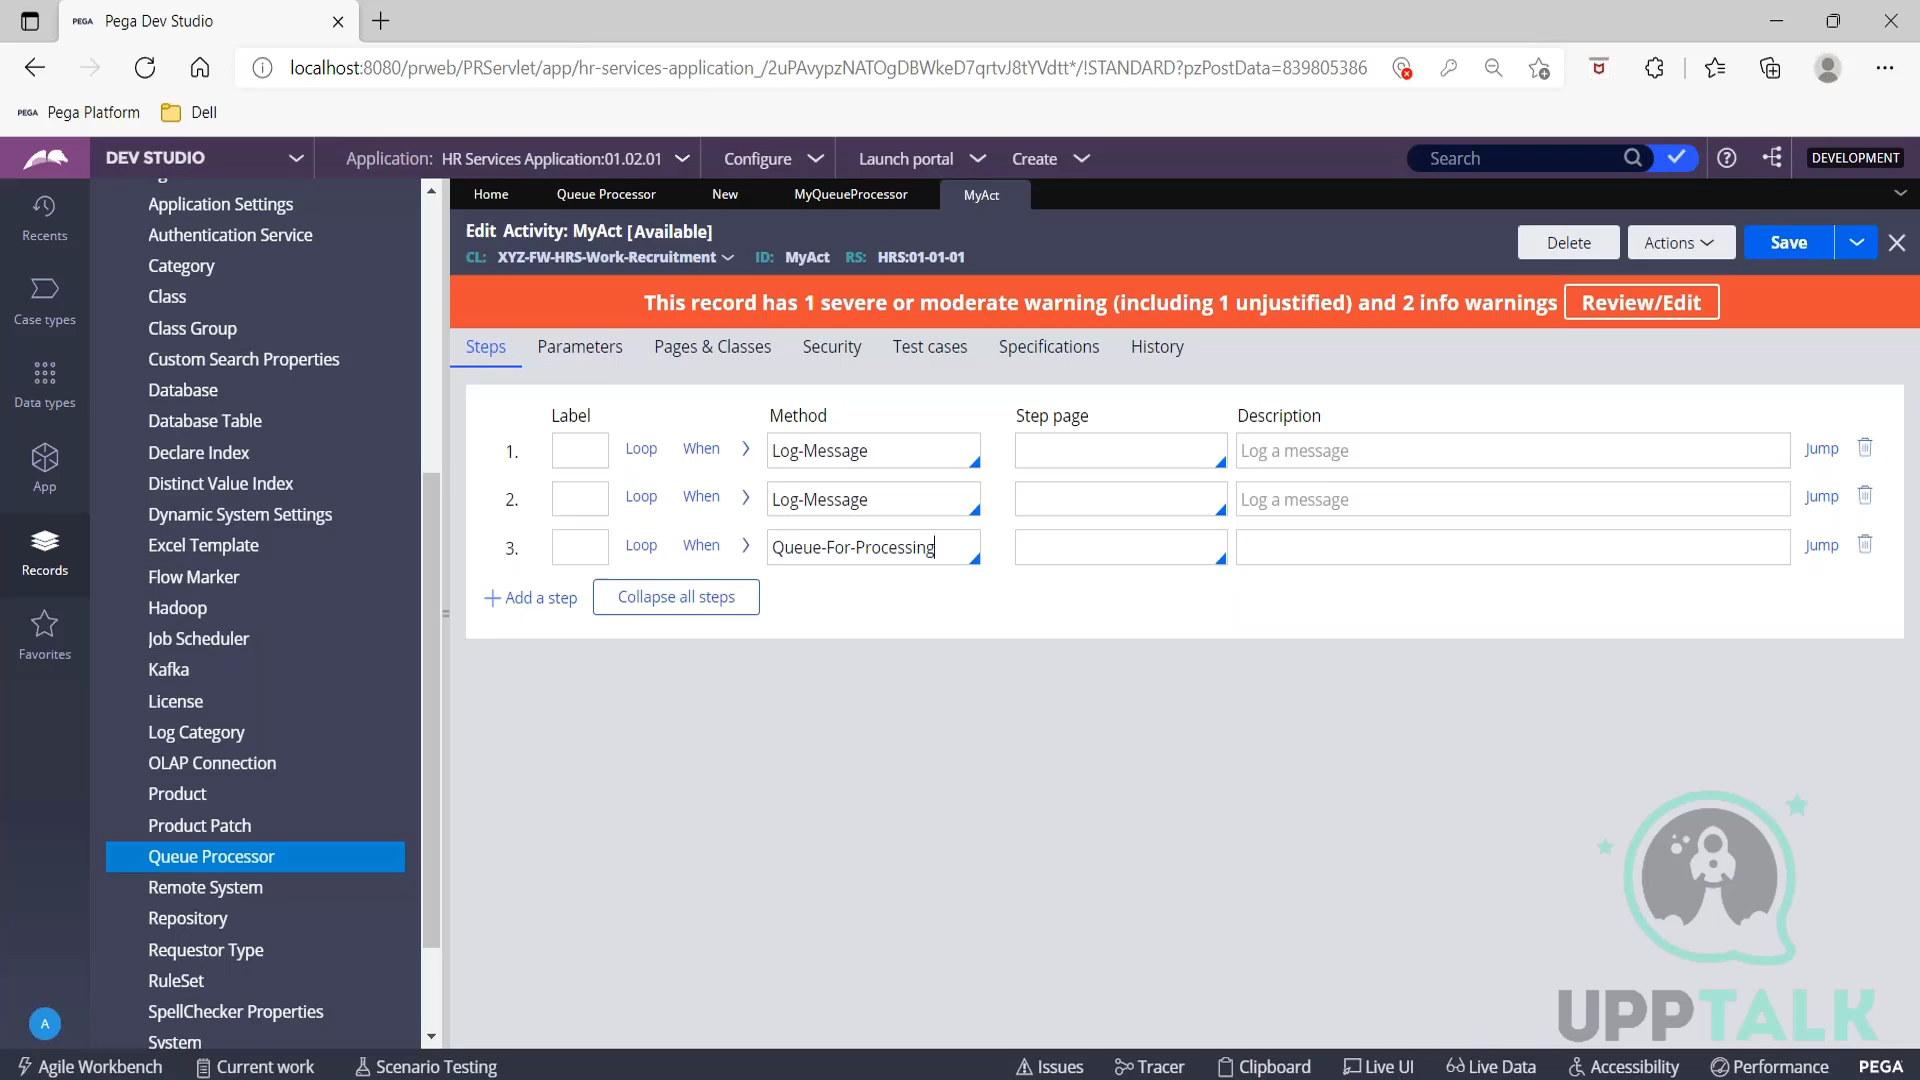 PEGA Pega Dev Studio
localhost:8080/prweb/PRServlet/app/hr-services-application_/2uPAvypzNATOgDBWkeD7qrtvJ8tYVdtt*/!STANDARD?pzPostData=839805386
PEGA Pega Platform Dell
DEV STUDIO Application: HR Services Application:01.02.01 Configure Launch portal Create Search DEVELOPMENT
Home Queue Processor New MyQueueProcessor MyAct
Recents
Case types
Data types
App
Records
Favorites
A
Application Settings
Authentication Service
Category
Class
Class Group
Custom Search Properties
Database
Database Table
Declare Index
Distinct Value Index
Dynamic System Settings
Excel Template
Flow Marker
Hadoop
Job Scheduler
Kafka
License
Log Category
OLAP Connection
Product
Product Patch
Queue Processor
Remote System
Repository
Requestor Type
RuleSet
SpellChecker Properties
System
Edit Activity: MyAct [Available]
CL: XYZ-FW-HRS-Work-Recruitment ID: MyAct RS: HRS:01-01-01
Delete Actions Save
This record has 1 severe or moderate warning (including 1 unjustified) and 2 info warnings Review/Edit
Steps Parameters Pages & Classes Security Test cases Specifications History
Label Method Step page Description
1. Loop When Log-Message Log a message Jump
2. Loop When Log-Message Log a message Jump
3. Loop When Queue-For-Processing Jump
Add a step Collapse all steps
UPPTALK
Agile Workbench Current work Scenario Testing Issues Tracer Clipboard Live UI Live Data Accessibility Performance PEGA